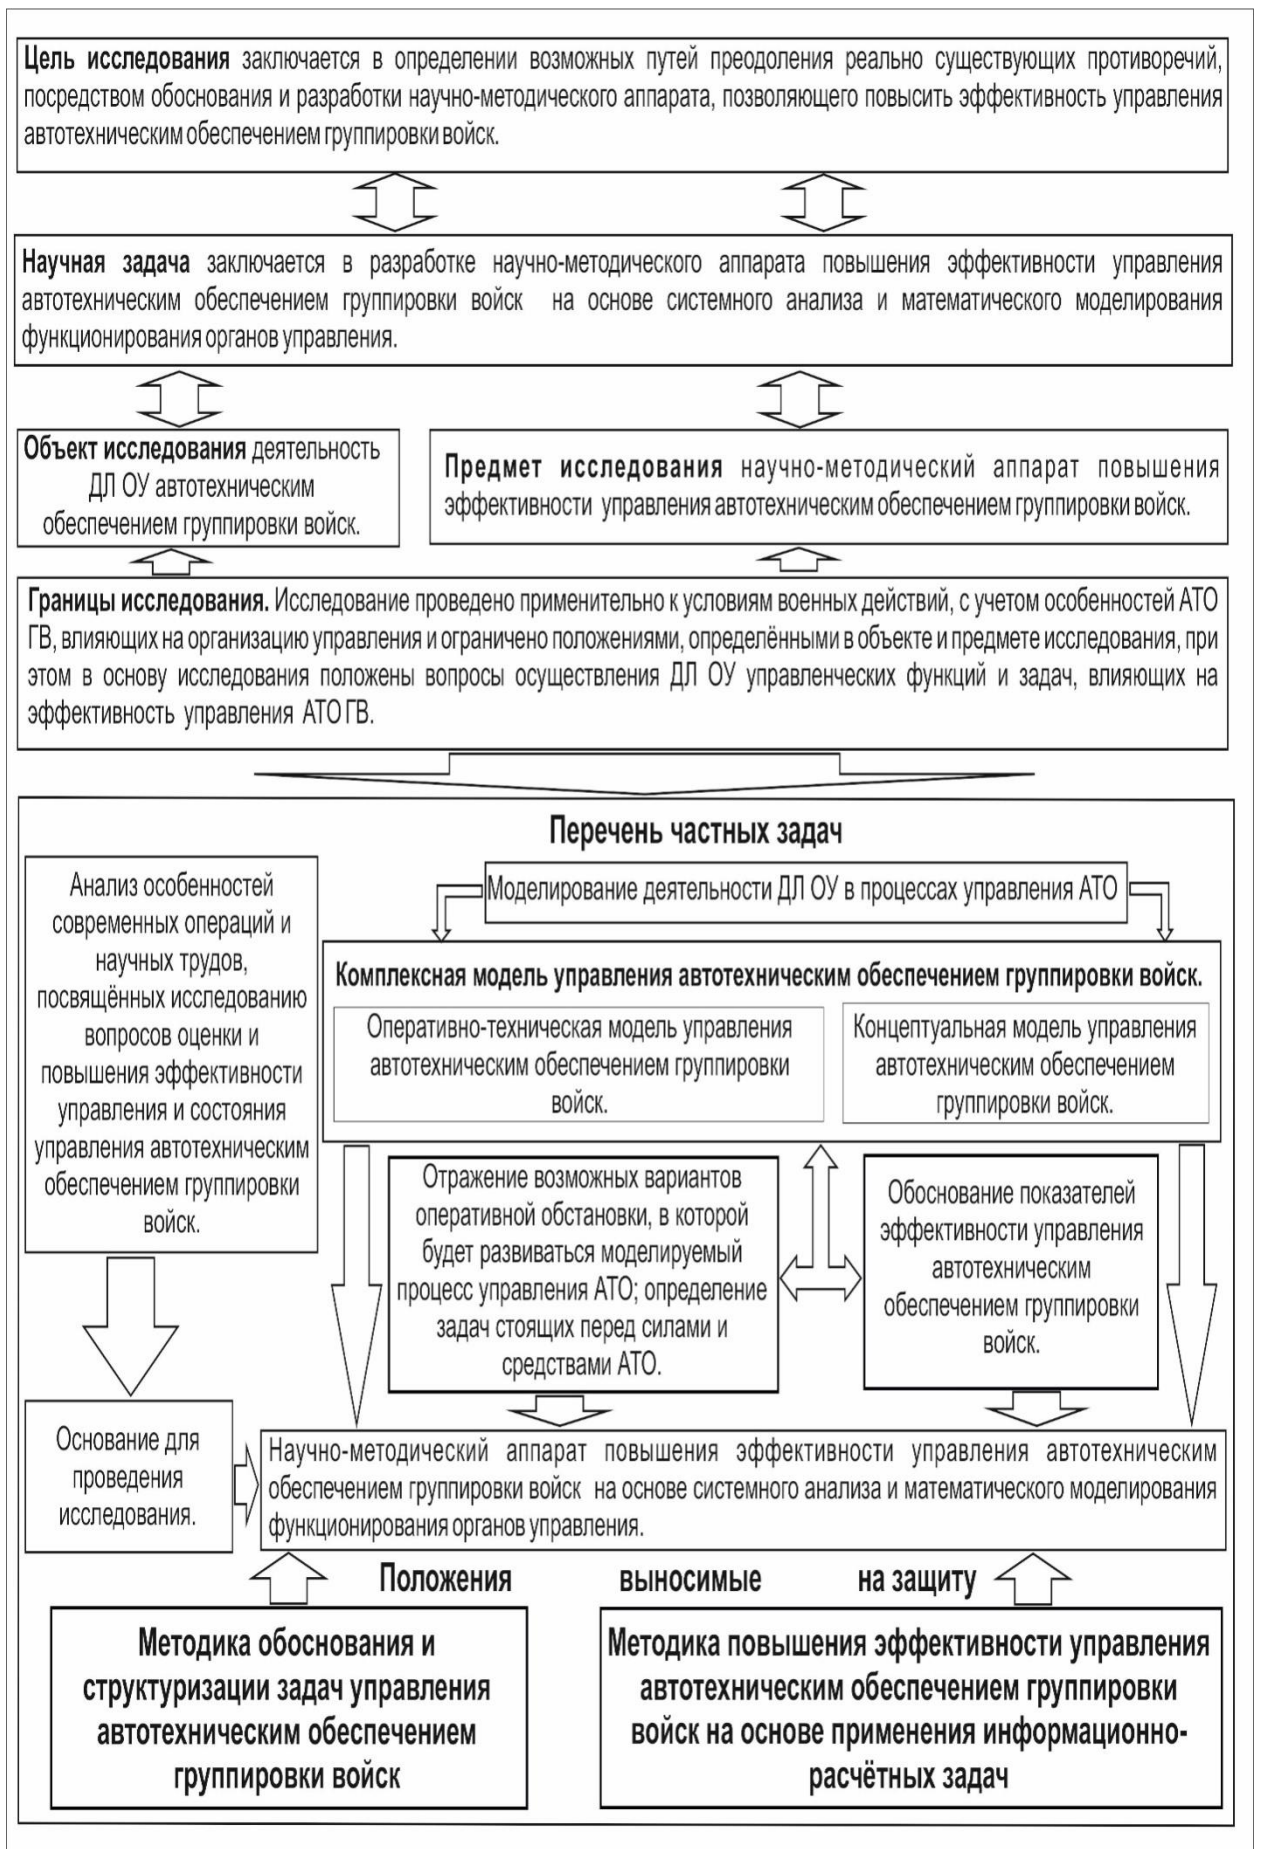 Цель исследования заключается в определении возможных путей преодоления реально существующих противоречий,
посредством обоснования и разработки научно-методического аппарата, позволяющего повысить эффективность управления
автотехническим обеспечением группировки войск.
Научная задача заключается в разработке научно-методического аппарата повышения эффективности управления
автотехническим обеспечением группировки войск на основе системного анализа и математического моделирования
функционирования органов управления.
Объект исследования деятельность
ДЛ ОУ автотехническим
обеспечением группировки войск.
Предмет исследования научно-методический аппарат повышения
эффективности управления автотехническим обеспечением группировки войск.
Границы исследования. Исследование проведено применительно к условиям военных действий, с учетом особенностей АТО
ГВ, влияющих на организацию управления и ограничено положениями, определёнными в объекте и предмете исследования, при
этом в основу исследования положены вопросы осуществления ДЛ ОУ управленческих функций и задач, влияющих на
эффективность управления АТО ГВ.
Перечень частных задач
Анализ особенностей
современных операций и
научных трудов,
посвящённых исследованию
вопросов оценки и
повышения эффективности
управления и состояния
управления автотехническим
обеспечением группировки
войск.
Моделирование деятельности ДЛ ОУ в процессах управления АТО
Комплексная модель управления автотехническим обеспечением группировки войск.
Оперативно-техническая модель управления
автотехническим обеспечением группировки
войск.
Концептуальная модель управления
автотехническим обеспечением
группировки войск.
Отражение возможных вариантов
оперативной обстановки, в которой
будет развиваться моделируемый
процесс управления АТО; определение
задач стоящих перед силами и
средствами АТО.
Обоснование показателей
эффективности управления
автотехническим
обеспечением группировки
войск.
Основание для
проведения
исследования.
Научно-методический аппарат повышения эффективности управления автотехническим
обеспечением группировки войск на основе системного анализа и математического моделирования
функционирования органов управления.
Положения выносимые на защиту
Методика обоснования и
структуризации задач управления
автотехническим обеспечением
группировки войск
Методика повышения эффективности управления
автотехническим обеспечением группировки
войск на основе применения информационно-
расчётных задач